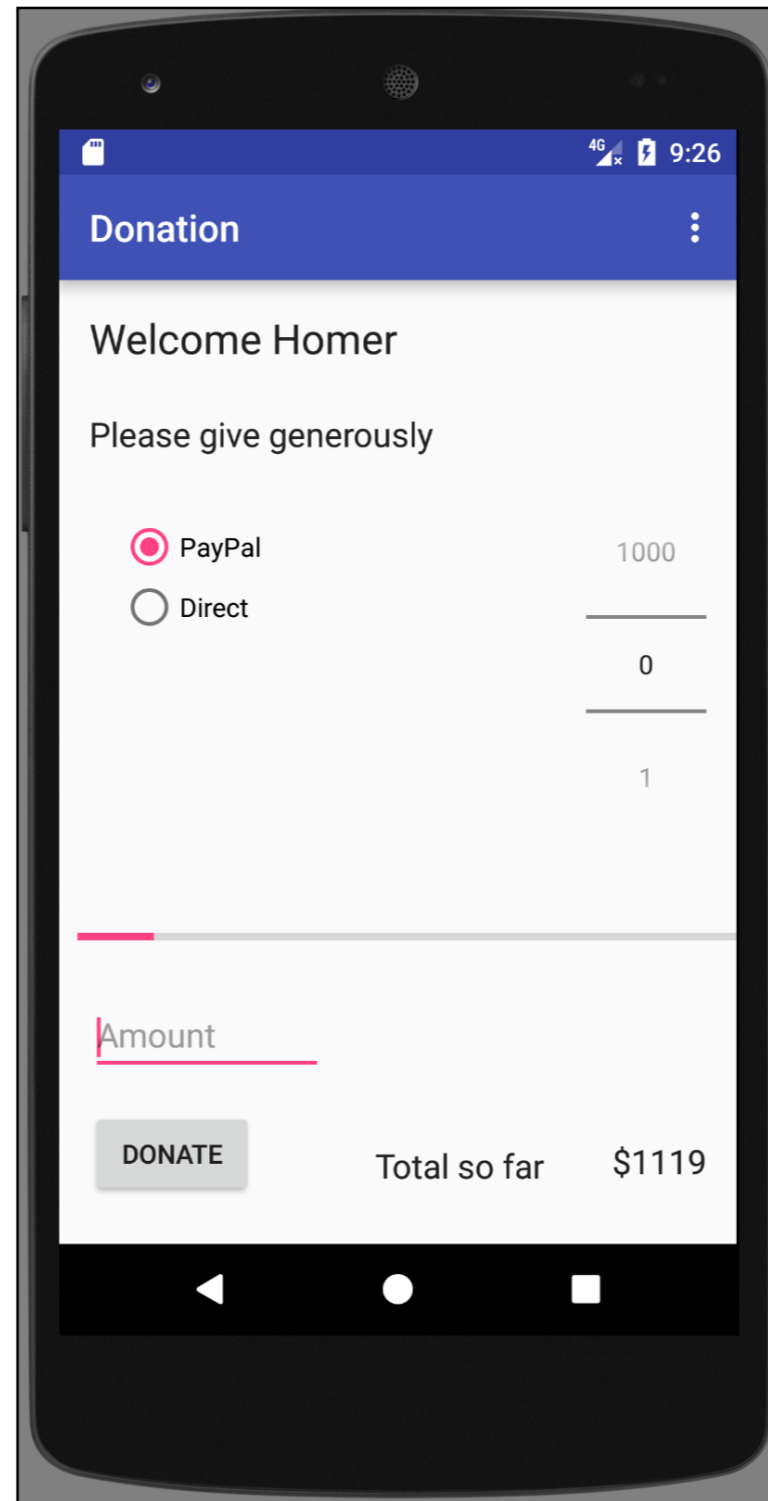 4G 9:26
Donation
Welcome Homer
Please give generously
PayPal
1000
Direct
0
1
Amount
DONATE
Total so far
$1119